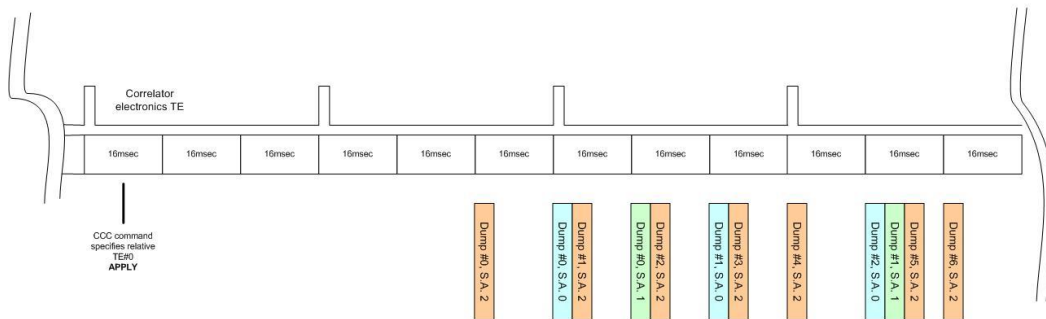 Correlator
electronics TE
16msec
16msec
16msec
16msec
16msec
16msec
16msec
16msec
16msec
16msec
16msec
16msec
CCC command
specifies relative
TE#0
APPLY
Dump #0, S.A. 2
Dump #0, S.A. 0
Dump #1, S.A. 2
Dump #0, S.A. 1
Dump #2, S.A. 2
Dump #1, S.A. 0
Dump #3, S.A. 2
Dump #4, S.A. 2
Dump #2, S.A. 0
Dump #1, S.A. 1
Dump #5, S.A. 2
Dump #6, S.A. 2